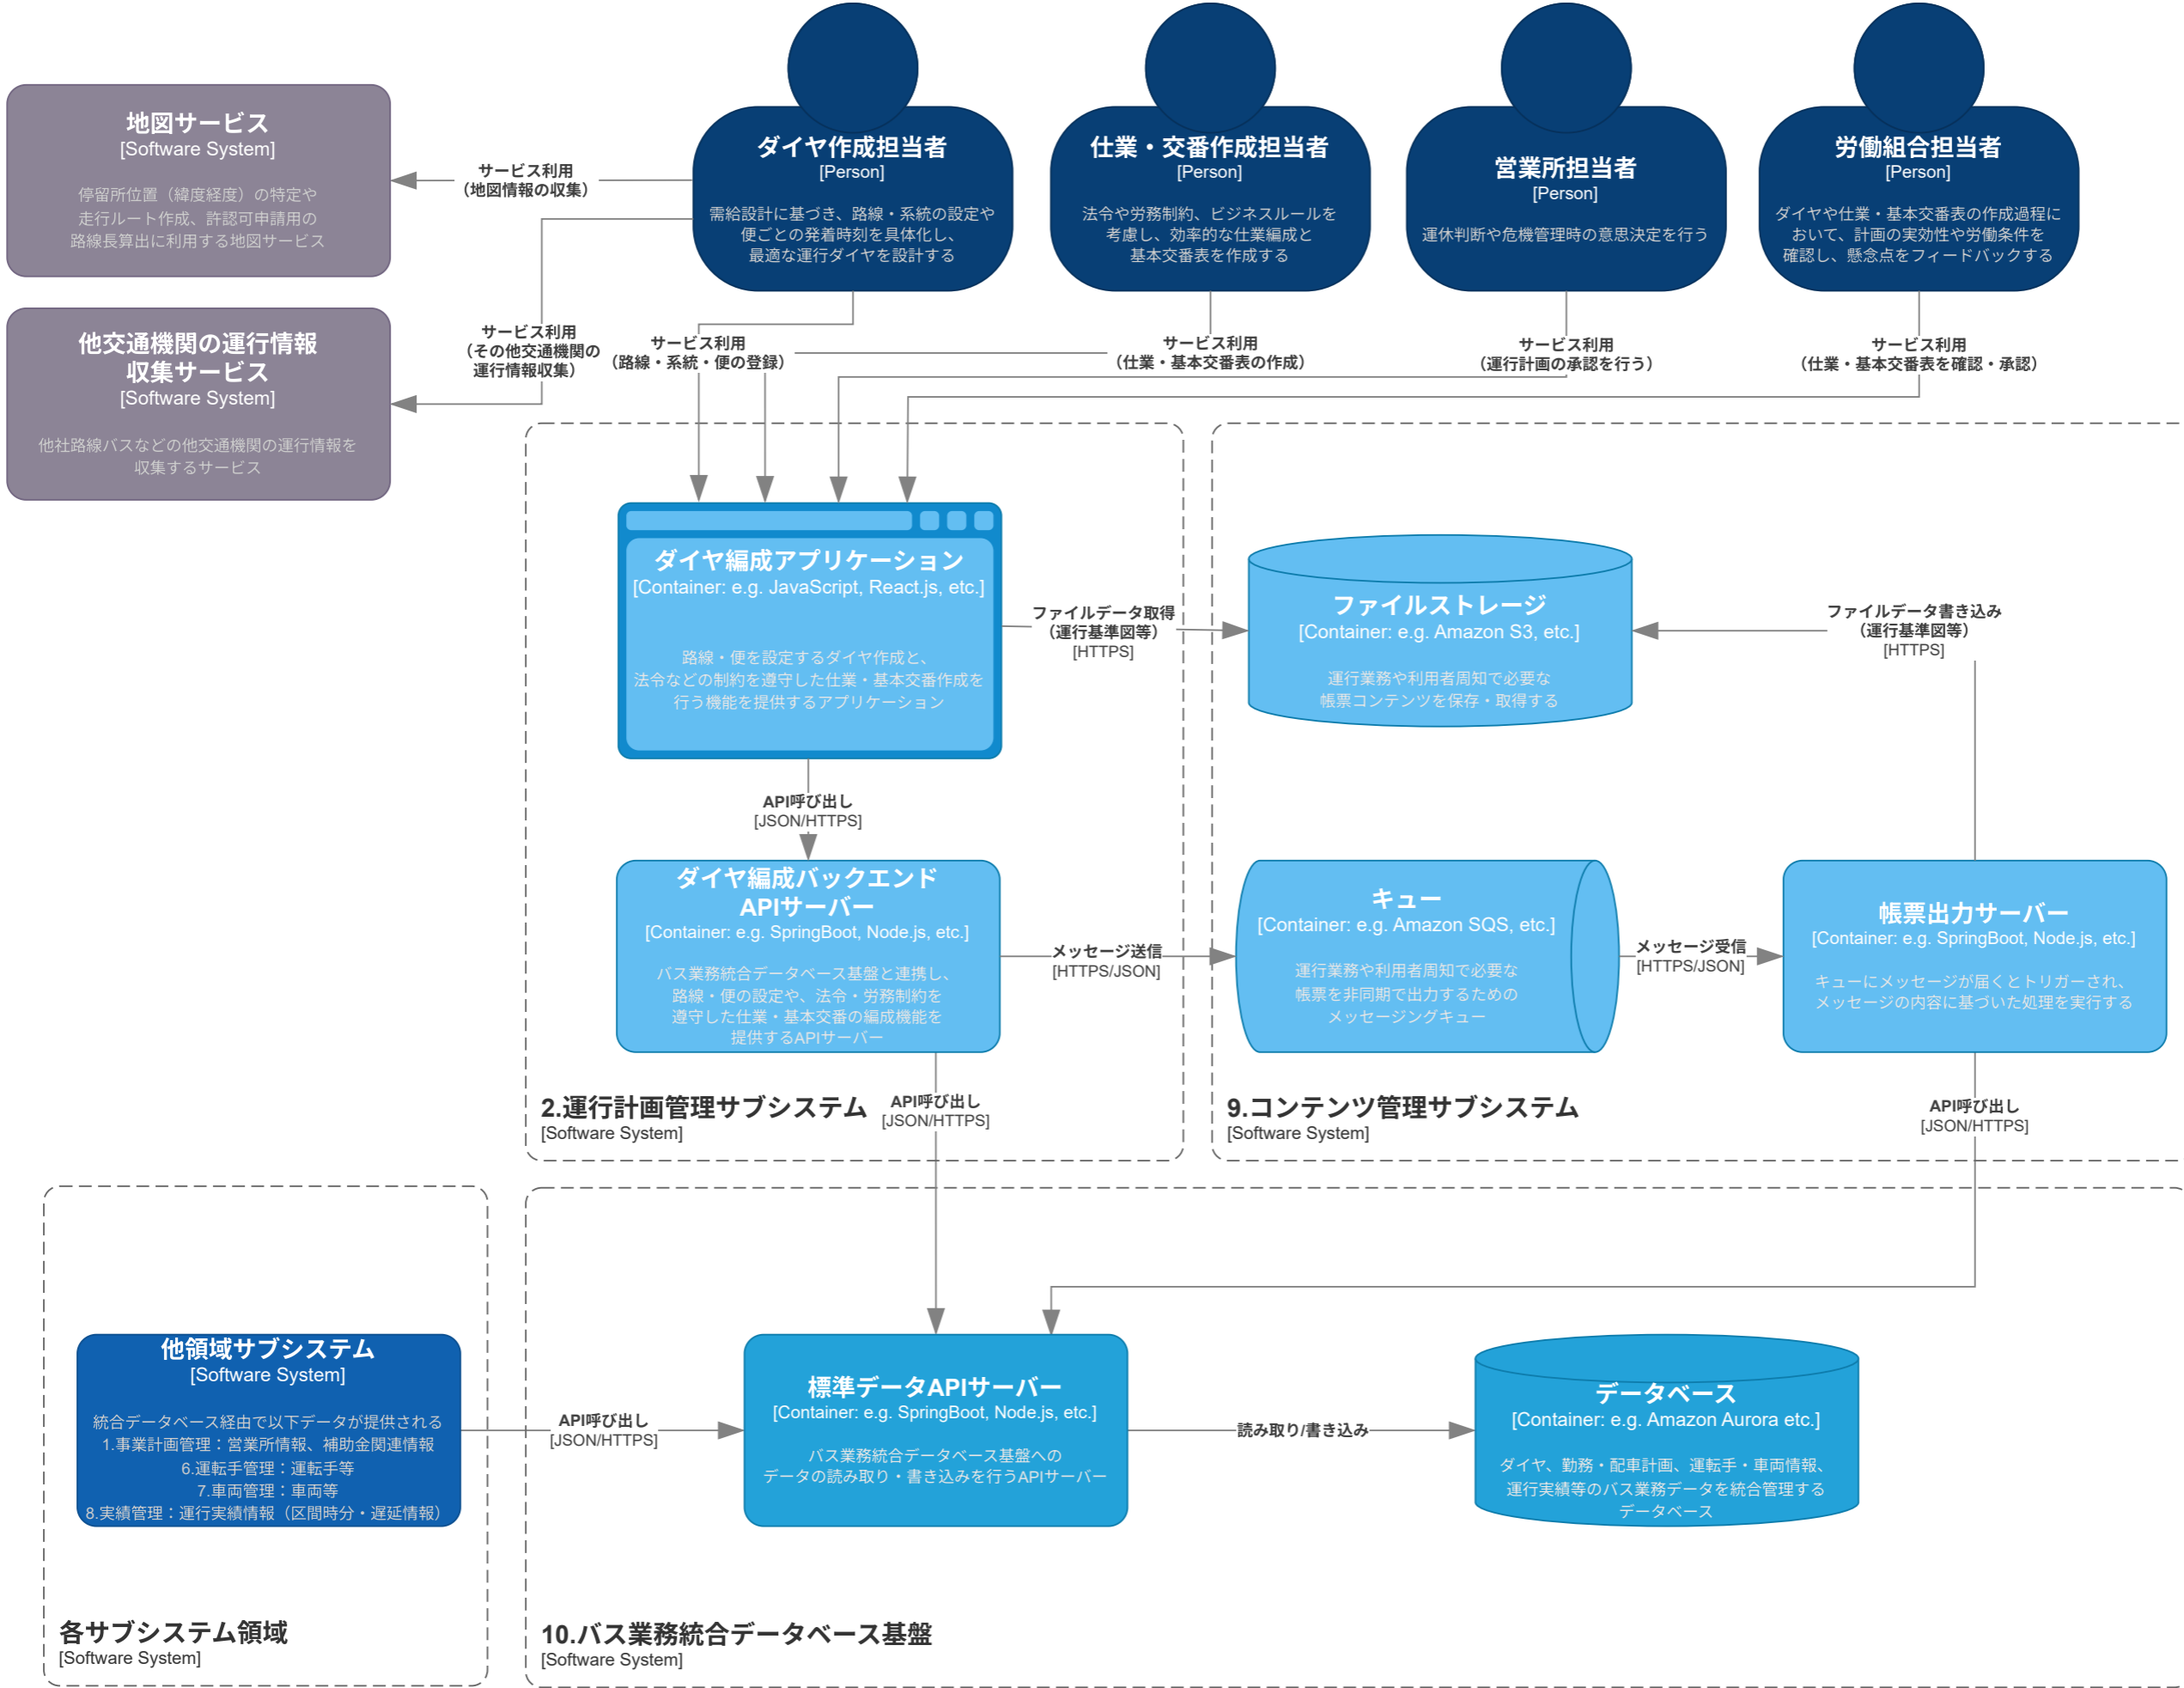 地図サービス
[Software System]
停留所位置（緯度経度）の特定や
走行ルート作成、許認可申請用の
路線長算出に利用する地図サービス
他交通機関の運行情報
収集サービス
[Software System]
他社路線バスなどの他交通機関の運行情報を
収集するサービス
サービス利用
（地図情報の収集）
サービス利用
（その他交通機関の
運行情報収集）
ダイヤ作成担当者
[Person]
需給設計に基づき、路線・系統の設定や
便ごとの発着時刻を具体化し、
最適な運行ダイヤを設計する
仕業・交番作成担当者
[Person]
法令や労務制約、ビジネスルールを
考慮し、効率的な仕業編成と
基本交番表を作成する
営業所担当者
[Person]
運休判断や危機管理時の意思決定を行う
労働組合担当者
[Person]
ダイヤや仕業・基本交番表の作成過程に
おいて、計画の実効性や労働条件を
確認し、懸念点をフィードバックする
サービス利用
（路線・系統・便の登録）
サービス利用
（仕業・基本交番表の作成）
サービス利用
（運行計画の承認を行う）
サービス利用
（仕業・基本交番表を確認・承認）
ダイヤ編成アプリケーション
[Container: e.g. JavaScript, React.js, etc.]
路線・便を設定するダイヤ作成と、
法令などの制約を遵守した仕業・基本交番作成を
行う機能を提供するアプリケーション
ファイルデータ取得
（運行基準図等）
[HTTPS]
ファイルストレージ
[Container: e.g. Amazon S3, etc.]
運行業務や利用者周知で必要な
帳票コンテンツを保存・取得する
ファイルデータ書き込み
（運行基準図等）
[HTTPS]
API呼び出し
[JSON/HTTPS]
ダイヤ編成バックエンド
APIサーバー
[Container: e.g. SpringBoot, Node.js, etc.]
バス業務統合データベース基盤と連携し、
路線・便の設定や、法令・労務制約を
遵守した仕業・基本交番の編成機能を
提供するAPIサーバー
メッセージ送信
[HTTPS/JSON]
キュー
[Container: e.g. Amazon SQS, etc.]
運行業務や利用者周知で必要な
帳票を非同期で出力するための
メッセージングキュー
メッセージ受信
[HTTPS/JSON]
帳票出力サーバー
[Container: e.g. SpringBoot, Node.js, etc.]
キューにメッセージが届くとトリガーされ、
メッセージの内容に基づいた処理を実行する
2.運行計画管理サブシステム
[Software System]
API呼び出し
[JSON/HTTPS]
9.コンテンツ管理サブシステム
[Software System]
API呼び出し
[JSON/HTTPS]
他領域サブシステム
[Software System]
統合データベース経由で以下データが提供される
1.事業計画管理：営業所情報、補助金関連情報
6.運転手管理：運転手等
7.車両管理：車両等
8.実績管理：運行実績情報（区間時分・遅延情報）
API呼び出し
[JSON/HTTPS]
標準データAPIサーバー
[Container: e.g. SpringBoot, Node.js, etc.]
バス業務統合データベース基盤への
データの読み取り・書き込みを行うAPIサーバー
読み取り/書き込み
データベース
[Container: e.g. Amazon Aurora etc.]
ダイヤ、勤務・配車計画、運転手・車両情報、
運行実績等のバス業務データを統合管理する
データベース
各サブシステム領域
[Software System]
10.バス業務統合データベース基盤
[Software System]